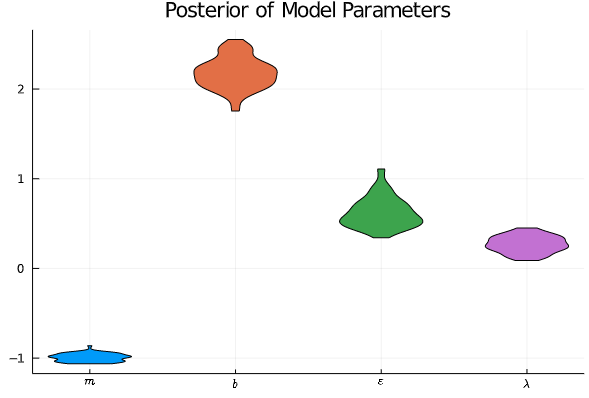 Posterior of Model Parameters
2
1
0
−1
m b ε λ